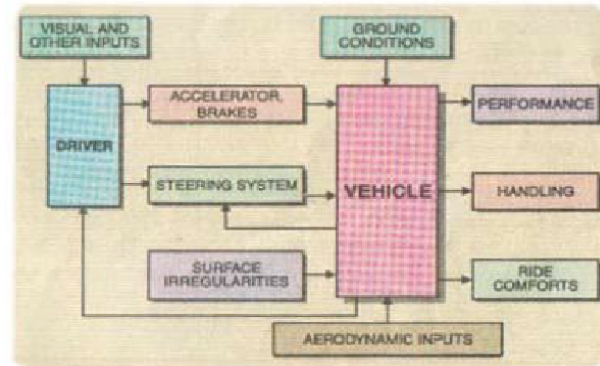 VISUAL AND
OTHER INPUTS
GROUND
CONDITIONS
ACCELERATOR,
BRAKES
PERFORMANCE
DRIVER
STEERING SYSTEM
VEHICLE
HANDLING
SURFACE
IRREGULARITIES
RIDE
COMFORTS
AERODYNAMIC INPUTS